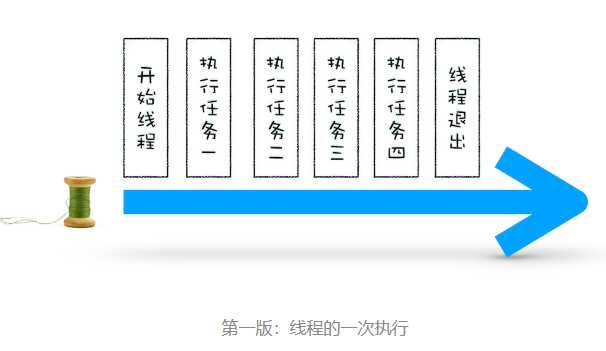 开始线程
执行任务一
执行任务二
执行任务三
执行任务四
线程退出
第一版：线程的一次执行